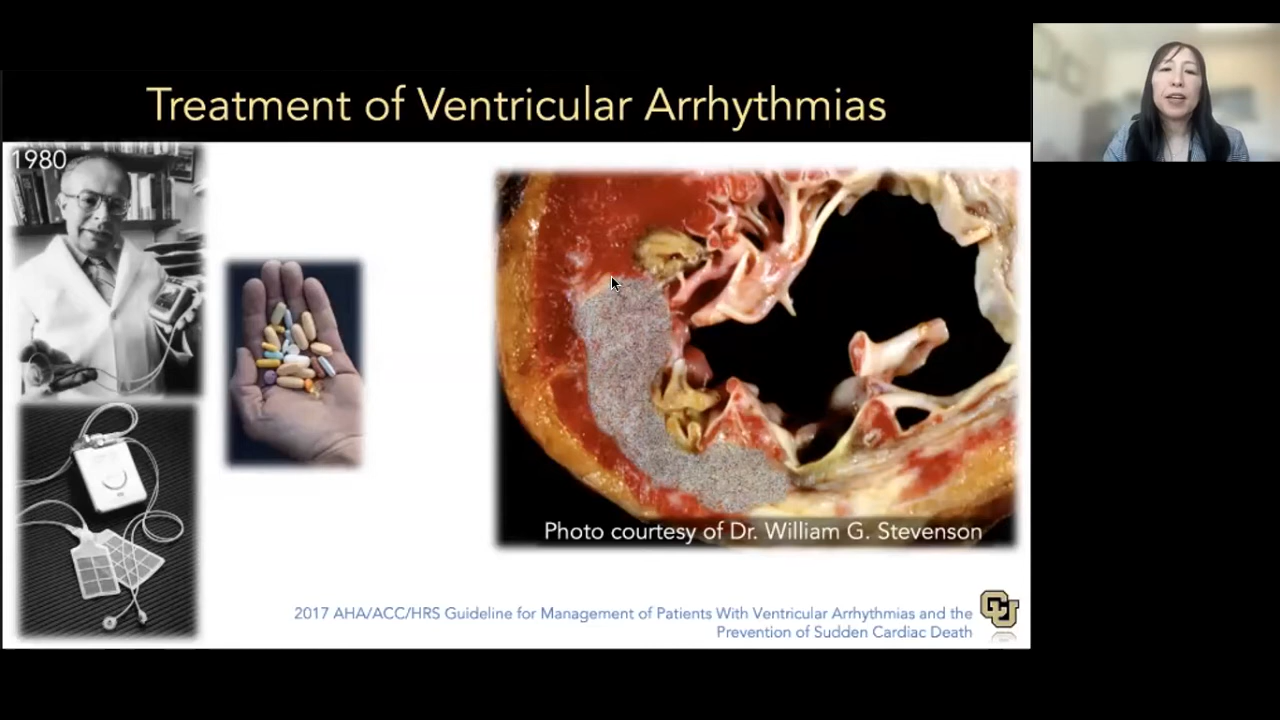 Treatment of Ventricular Arrhythmias
1980
Photo courtesy of Dr. William G. Stevenson
2017 AHA/ACC/HRS Guideline for Management of Patients With Ventricular Arrhythmias and the
Prevention of Sudden Cardiac Death
CU